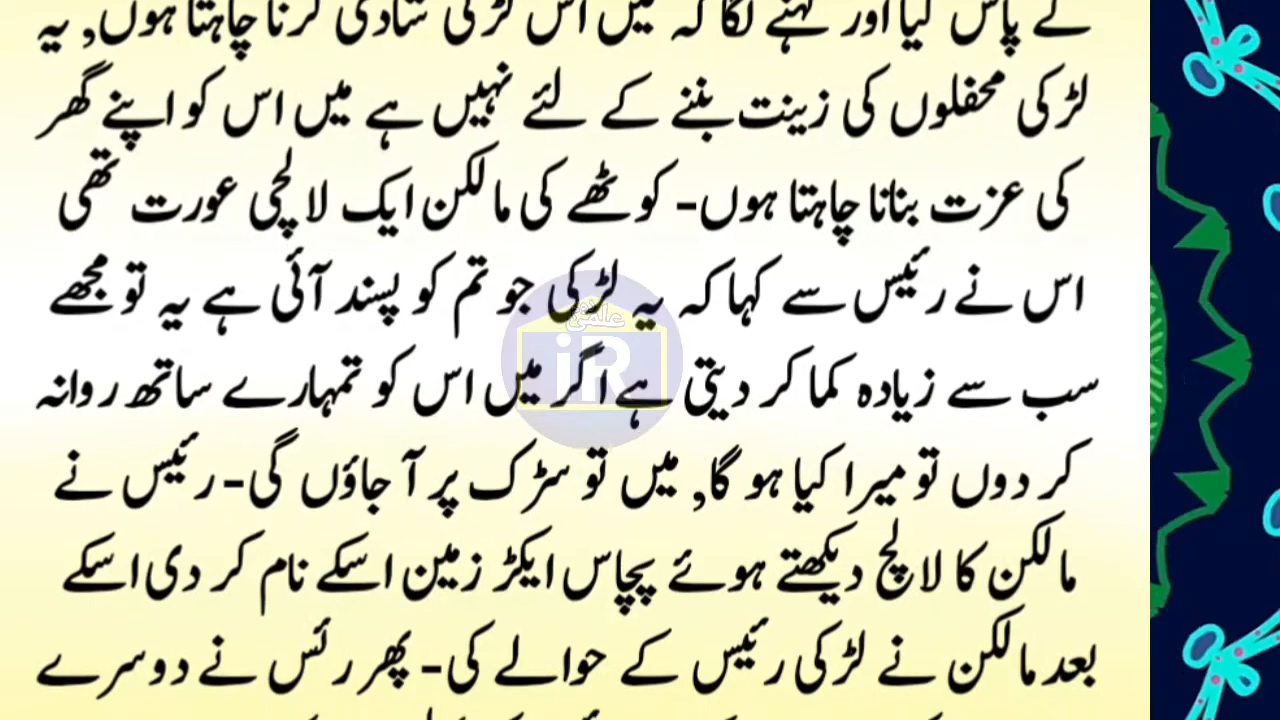 کے پاس گیا اور کہنے لگا کہ میں اس لڑکی شادی کرنا چاہتا ہوں, یہ
لڑکی محفلوں کی زینت بننے کے لئے نہیں ہے میں اس کو اپنے گھر
کی عزت بنانا چاہتا ہوں- کوٹھے کی مالکن ایک لالچی عورت تھی
اس نے رئیس سے کہا کہ یہ لڑکی جو تم کو پسند آئی ہے یہ تو مجھے
سب سے زیادہ کما کر دیتی ہے اگر میں اس کو تمہارے ساتھ روانہ
کر دوں تو میرا کیا ہو گا, میں تو سڑک پر آ جاؤں گی- رئیس نے
مالکن کا لالچ دیکھتے ہوئے پچاس ایکڑ زمین اسکے نام کر دی اسکے
بعد مالکن نے لڑکی رئیس کے حوالے کی- پھر رئس نے دوسرے
علمی
iR